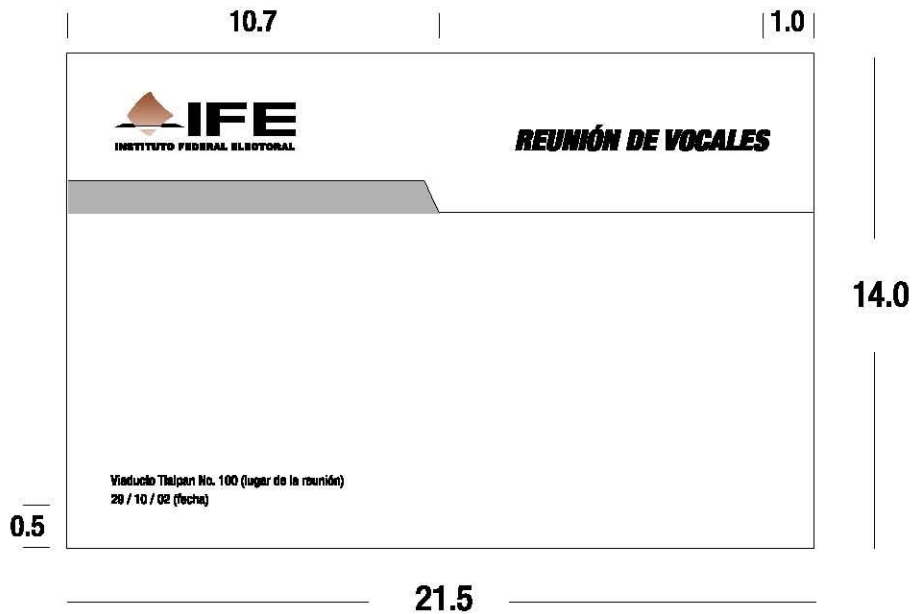 10.7
1.0
IFE
INSTITUTO FEDERAL ELECTORAL
REUNIÓN DE VOCALES
14.0
Viaducto Tlalpan No. 100 (lugar de la reunión)
29 / 10 / 02 (fecha)
0.5
21.5